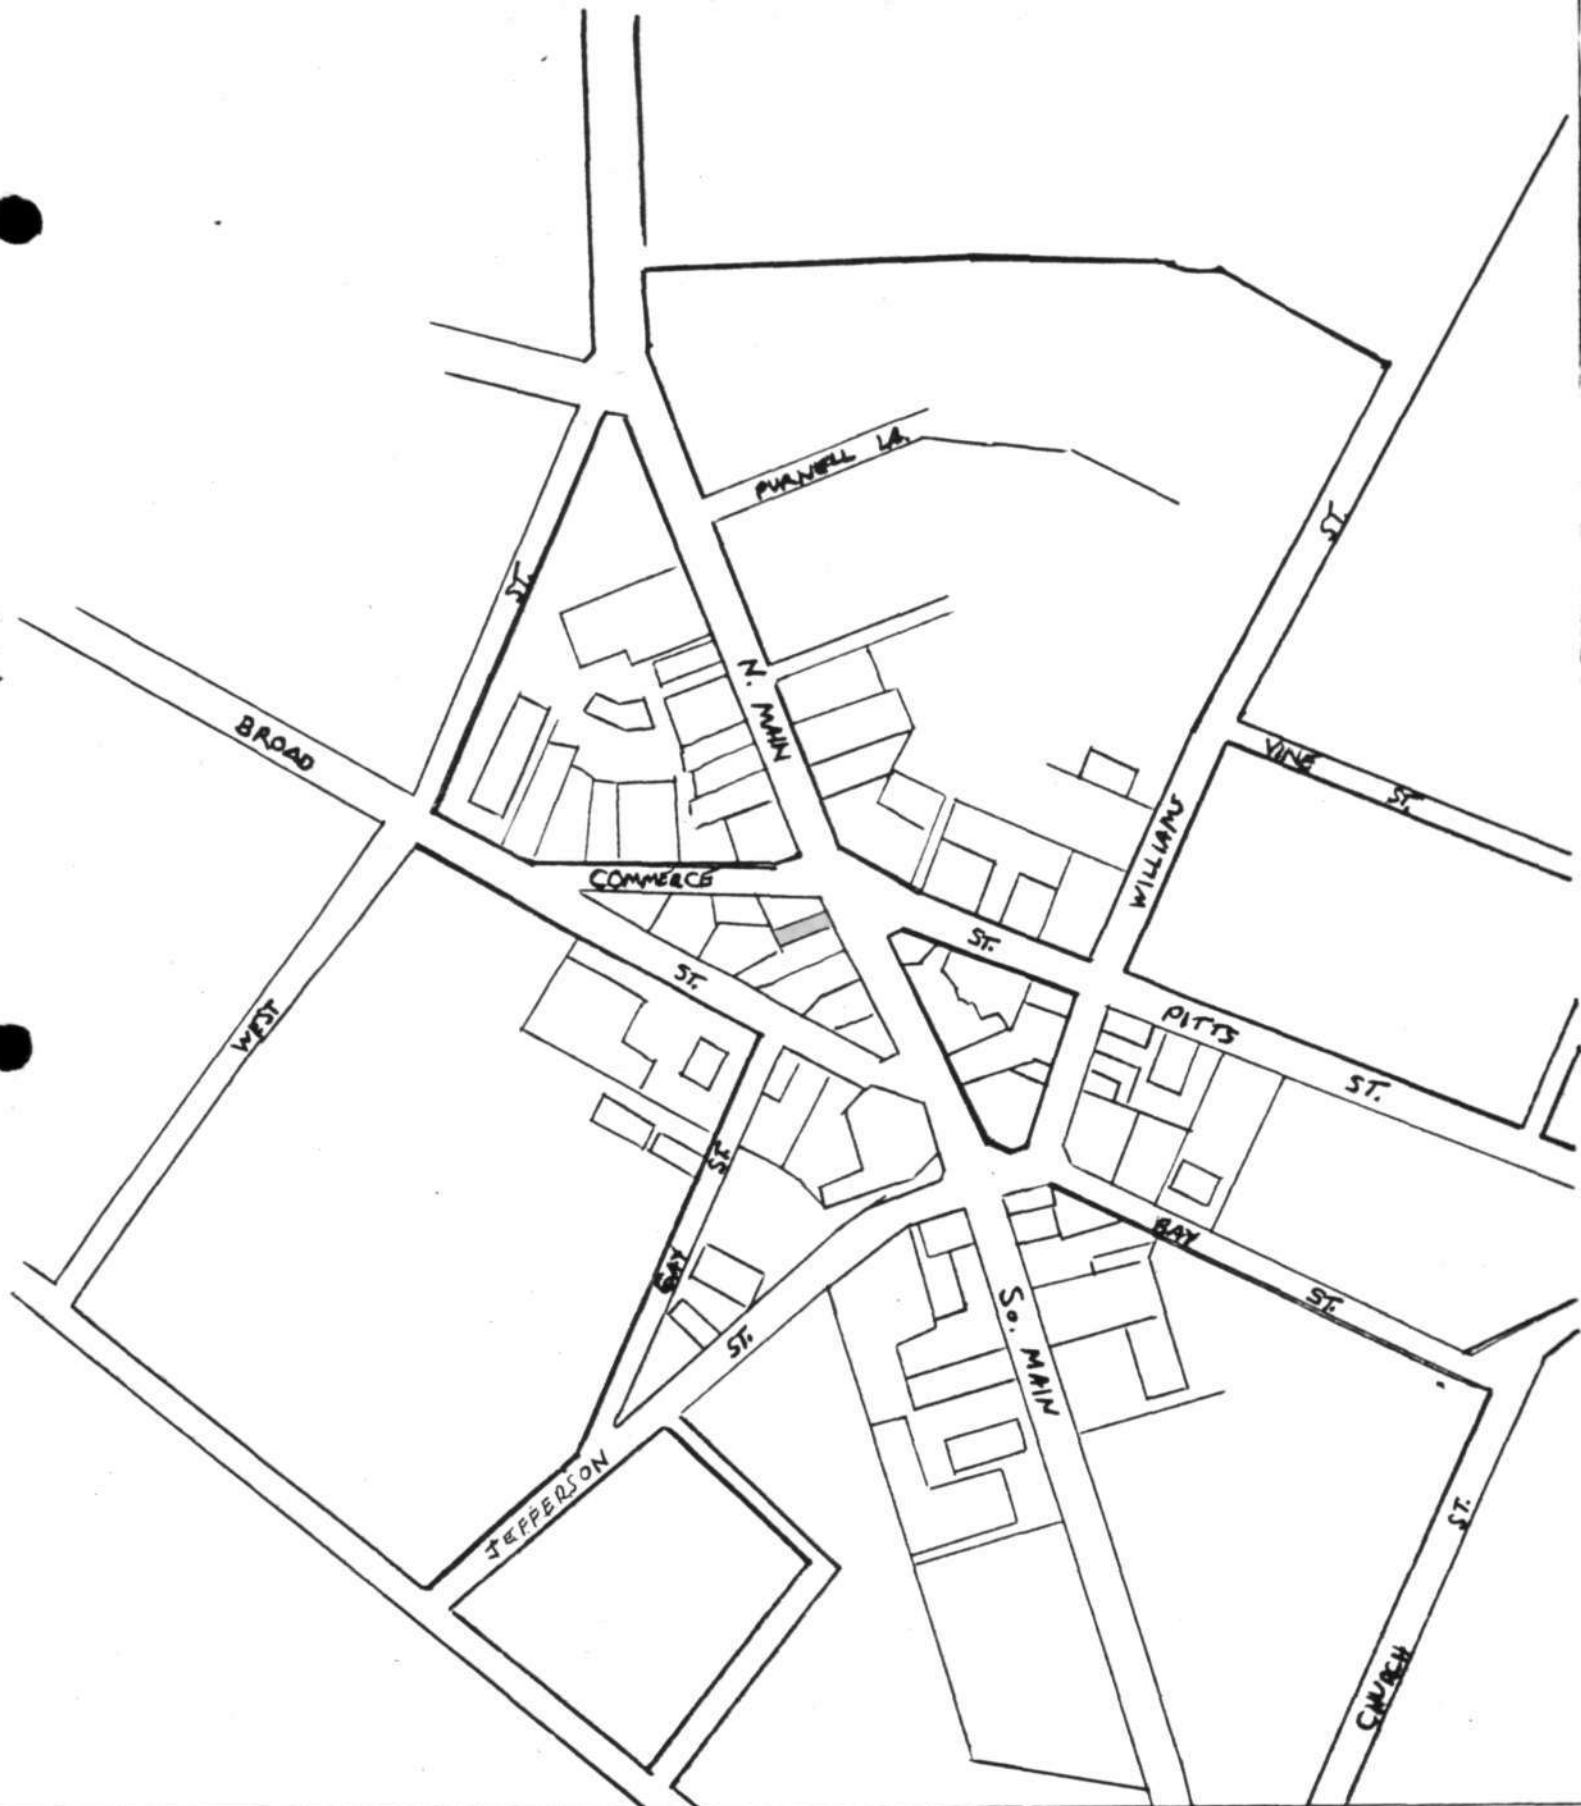 PURNELL LA.
ST.
ST.
N. MAIN
BROAD
VINE
ST.
WILLIAMS
COMMERCE
ST.
ST.
WEST
PITTS
ST.
ST.
BAY
BAY
ST.
ST.
So. MAIN
JEFFERSON
ST.
CHURCH